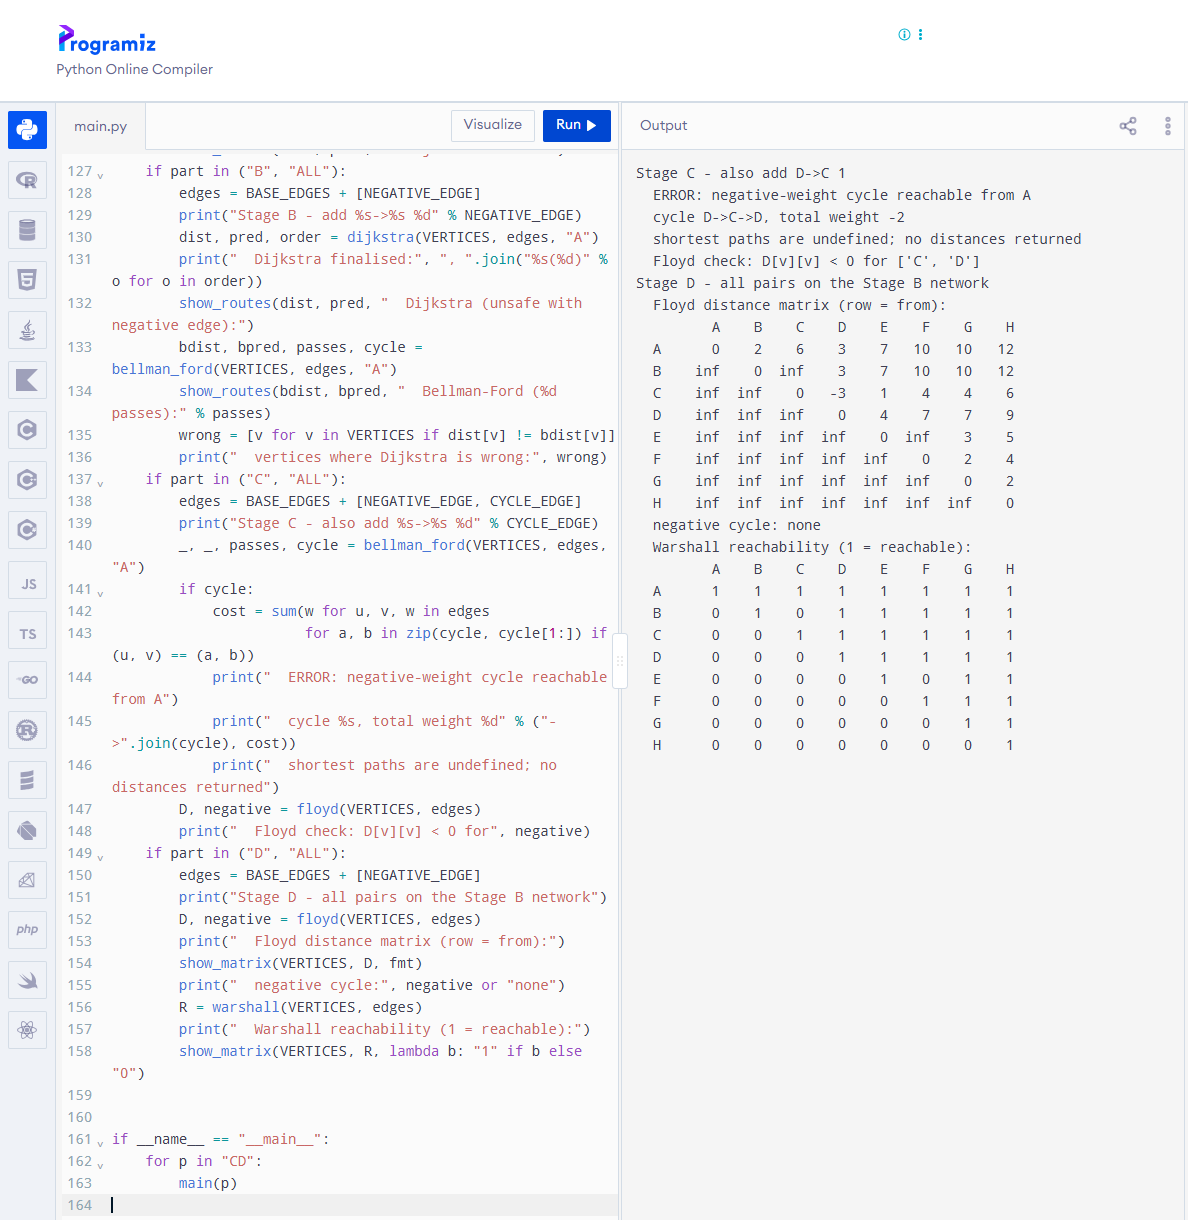 Programiz
Python Online Compiler
main.py
Visualize
Run
127 if part in ("B", "ALL"):
128 edges = BASE_EDGES + [NEGATIVE_EDGE]
129 print("Stage B - add %s->%s %d" % NEGATIVE_EDGE)
130 dist, pred, order = dijkstra(VERTICES, edges, "A")
131 print("  Dijkstra finalised:", ", ".join("%s(%d)" %
o for o in order))
132 show_routes(dist, pred, "  Dijkstra (unsafe with
negative edge):")
133 bdist, bpred, passes, cycle =
bellman_ford(VERTICES, edges, "A")
134 show_routes(bdist, bpred, "  Bellman-Ford (%d
passes):" % passes)
135 wrong = [v for v in VERTICES if dist[v] != bdist[v]]
136 print("  vertices where Dijkstra is wrong:", wrong)
137 if part in ("C", "ALL"):
138 edges = BASE_EDGES + [NEGATIVE_EDGE, CYCLE_EDGE]
139 print("Stage C - also add %s->%s %d" % CYCLE_EDGE)
140 _, _, passes, cycle = bellman_ford(VERTICES, edges,
"A")
141 if cycle:
142 cost = sum(w for u, v, w in edges
143 for a, b in zip(cycle, cycle[1:]) if
(u, v) == (a, b))
144 print("  ERROR: negative-weight cycle reachable
from A")
145 print("  cycle %s, total weight %d" % ("-
>".join(cycle), cost))
146 print("  shortest paths are undefined; no
distances returned")
147 D, negative = floyd(VERTICES, edges)
148 print("  Floyd check: D[v][v] < 0 for", negative)
149 if part in ("D", "ALL"):
150 edges = BASE_EDGES + [NEGATIVE_EDGE]
151 print("Stage D - all pairs on the Stage B network")
152 D, negative = floyd(VERTICES, edges)
153 print("  Floyd distance matrix (row = from):")
154 show_matrix(VERTICES, D, fmt)
155 print("  negative cycle:", negative or "none")
156 R = warshall(VERTICES, edges)
157 print("  Warshall reachability (1 = reachable):")
158 show_matrix(VERTICES, R, lambda b: "1" if b else
"0")
159
160
161 if __name__ == "__main__":
162 for p in "CD":
163 main(p)
164
JS
TS
GO
php
Output
Stage C - also add D->C 1
ERROR: negative-weight cycle reachable from A
cycle D->C->D, total weight -2
shortest paths are undefined; no distances returned
Floyd check: D[v][v] < 0 for ['C', 'D']
Stage D - all pairs on the Stage B network
Floyd distance matrix (row = from):
A B C D E F G H
A 0 2 6 3 7 10 10 12
B inf 0 inf 3 7 10 10 12
C inf inf 0 -3 1 4 4 6
D inf inf inf 0 4 7 7 9
E inf inf inf inf 0 inf 3 5
F inf inf inf inf inf 0 2 4
G inf inf inf inf inf inf 0 2
H inf inf inf inf inf inf inf 0
negative cycle: none
Warshall reachability (1 = reachable):
A B C D E F G H
A 1 1 1 1 1 1 1 1
B 0 1 0 1 1 1 1 1
C 0 0 1 1 1 1 1 1
D 0 0 0 1 1 1 1 1
E 0 0 0 0 1 0 1 1
F 0 0 0 0 0 1 1 1
G 0 0 0 0 0 0 1 1
H 0 0 0 0 0 0 0 1